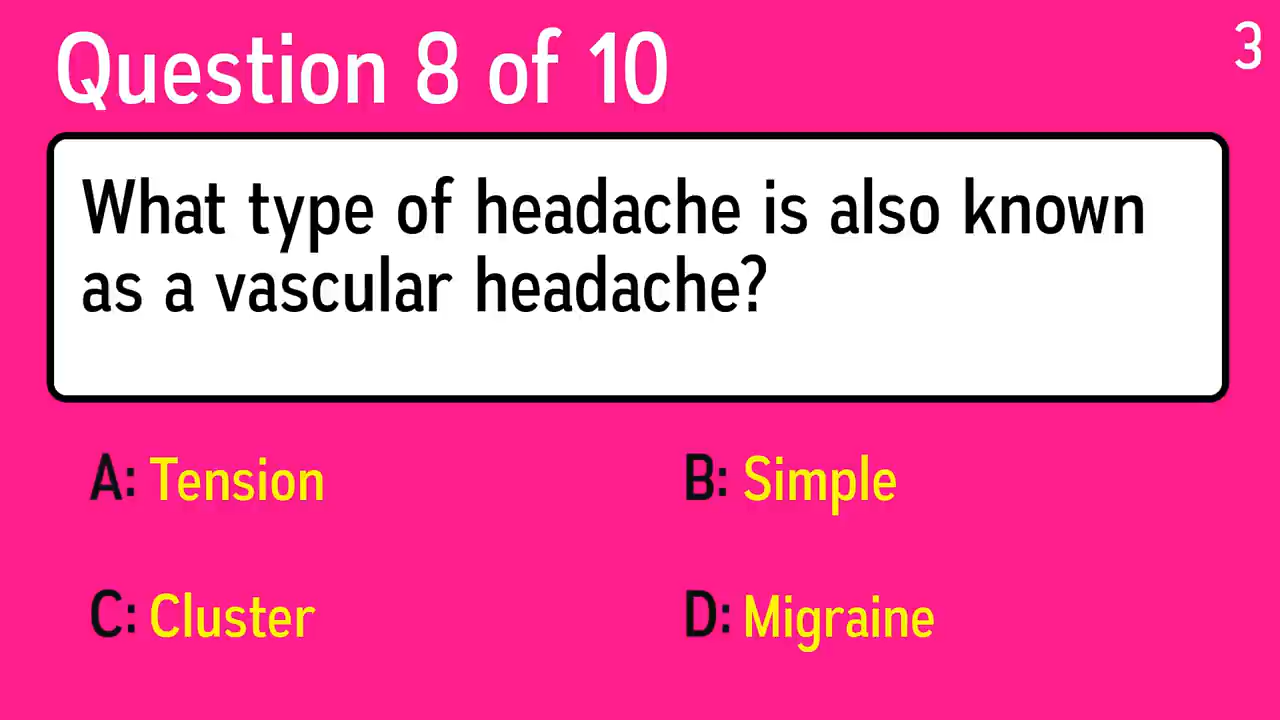 Question 8 of 10
3
What type of headache is also known
as a vascular headache?
A: Tension
B: Simple
C: Cluster
D: Migraine